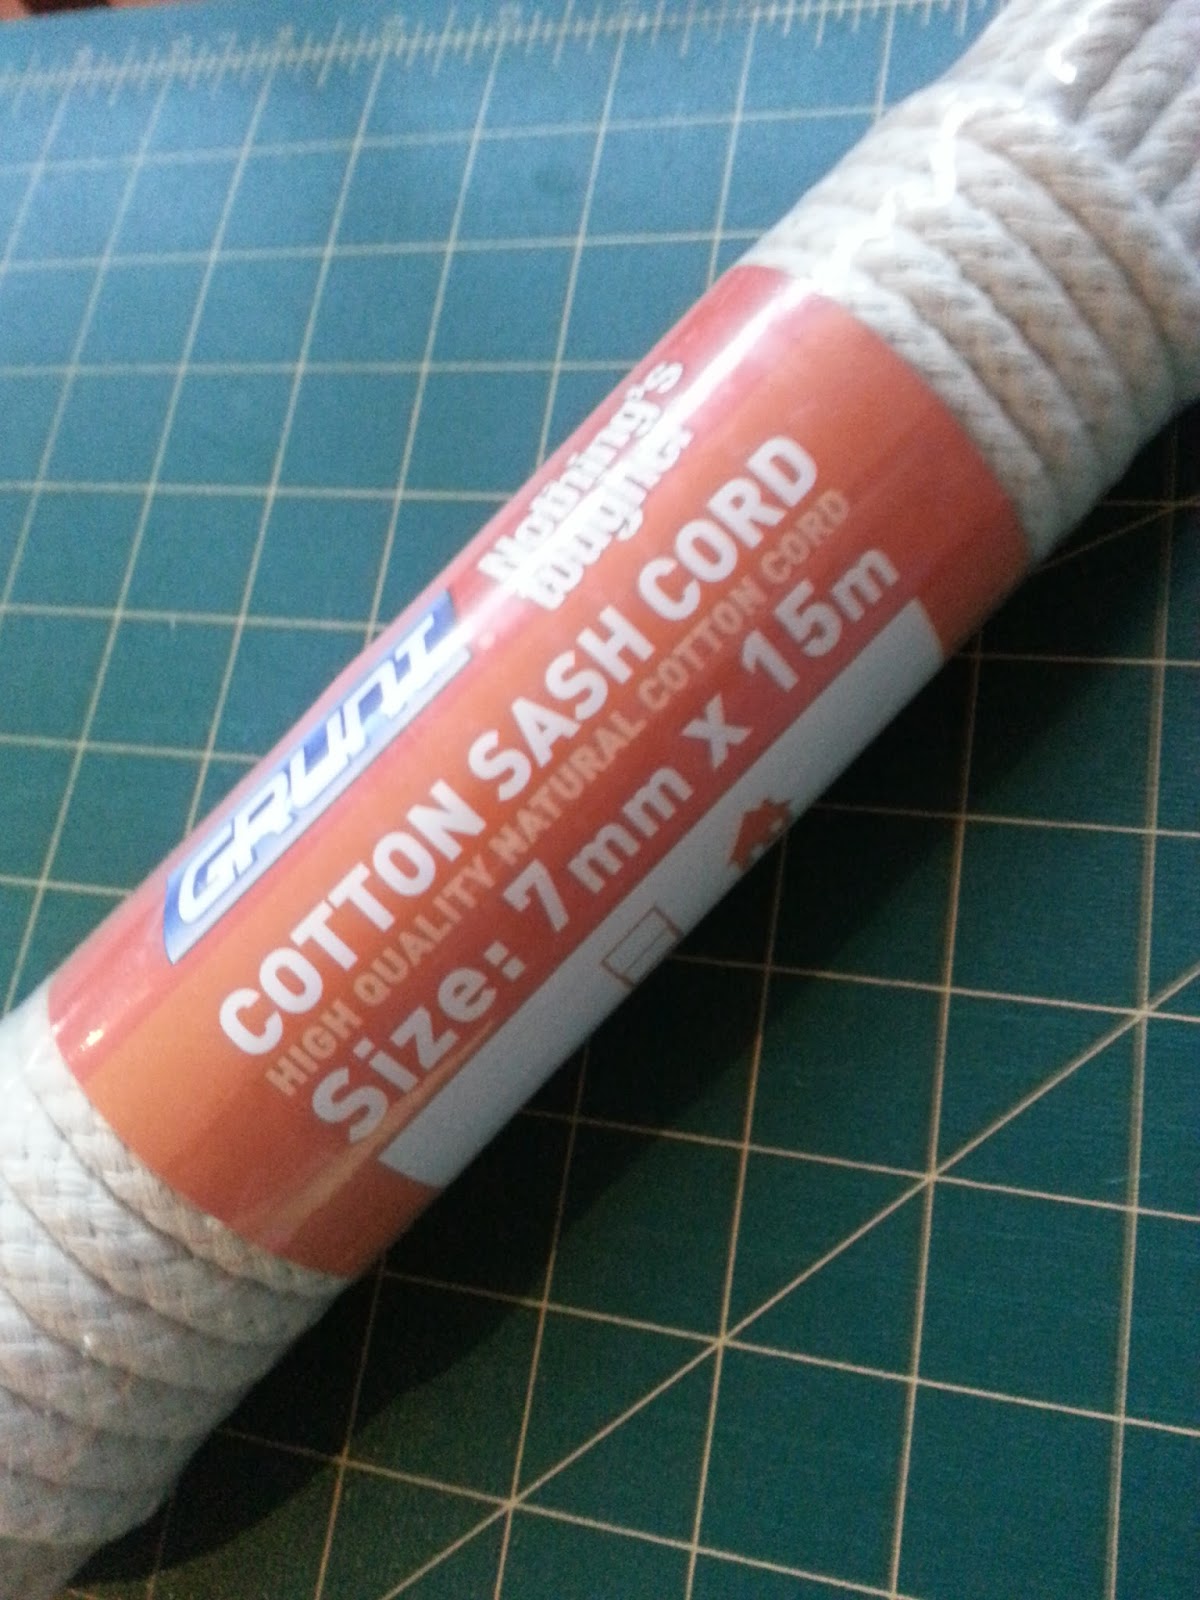 GRUNT
Nothing's
tougher
COTTON SASH CORD
HIGH QUALITY NATURAL COTTON CORD
Size: 7mm x 15m